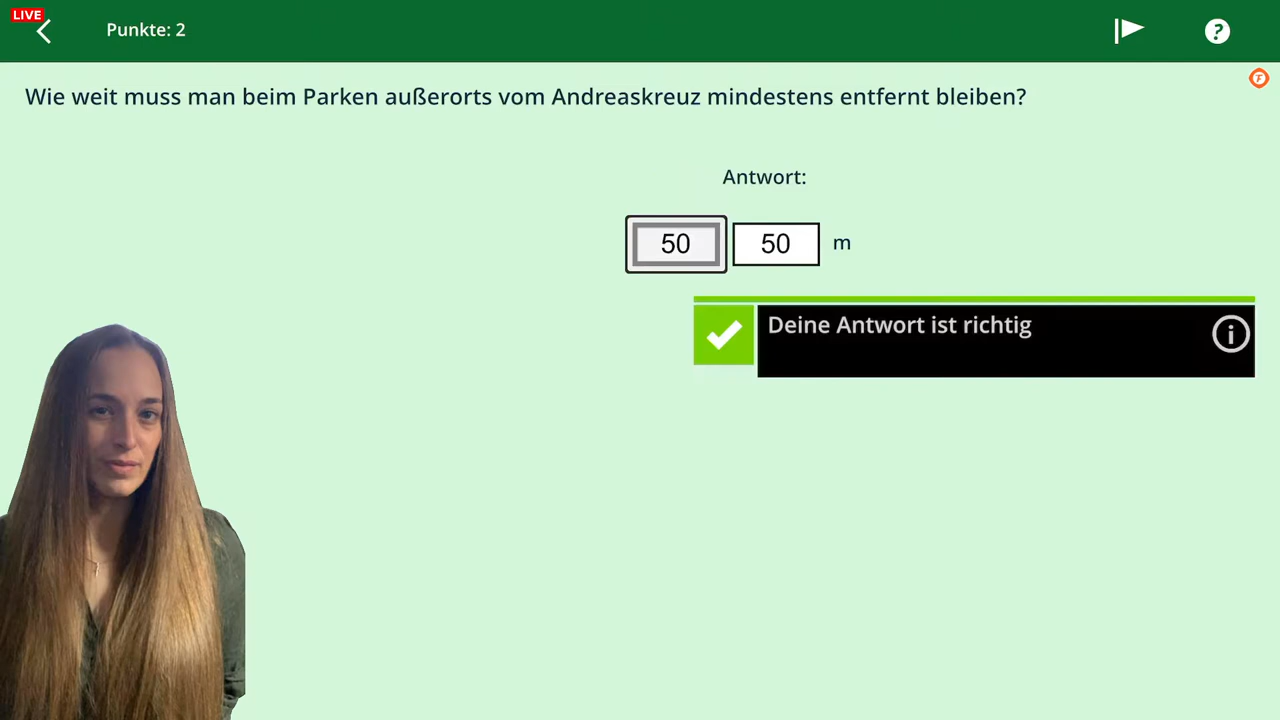 LIVE
Punkte: 2
?
F
Wie weit muss man beim Parken außerorts vom Andreaskreuz mindestens entfernt bleiben?
Antwort:
50 50 m
Deine Antwort ist richtig
i